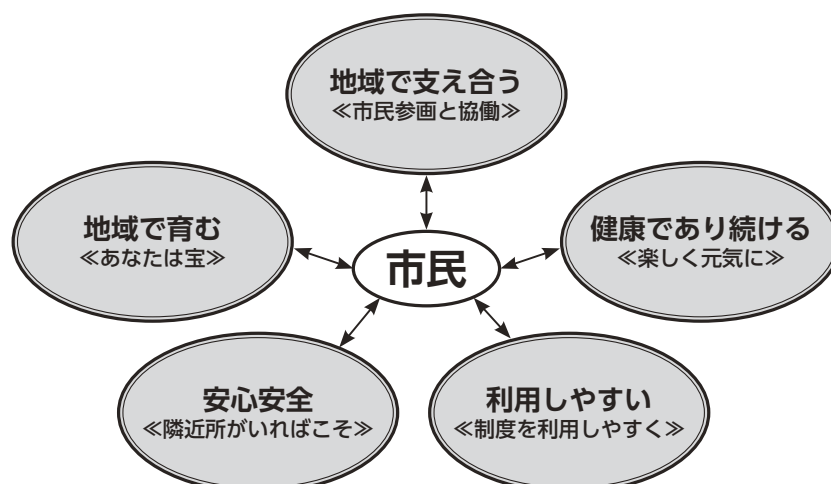 地域で支え合う
≪市民参画と協働≫
地域で育む
≪あなたは宝≫
健康であり続ける
≪楽しく元気に≫
市民
安心安全
≪隣近所がいればこそ≫
利用しやすい
≪制度を利用しやすく≫